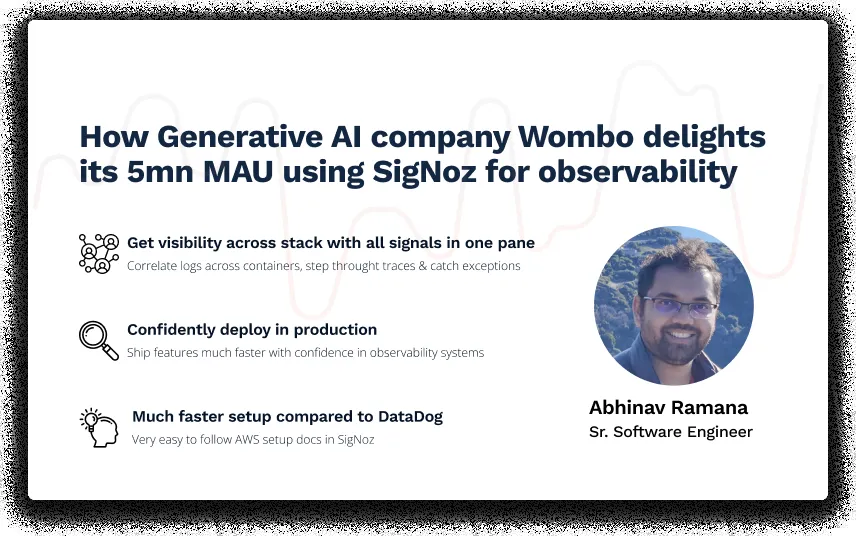 How Generative AI company Wombo delights
its 5mn MAU using SigNoz for observability
Get visibility across stack with all signals in one pane
Correlate logs across containers, step throught traces & catch exceptions
Confidently deploy in production
Ship features much faster with confidence in observability systems
Much faster setup compared to DataDog
Very easy to follow AWS setup docs in SigNoz
Abhinav Ramana
Sr. Software Engineer